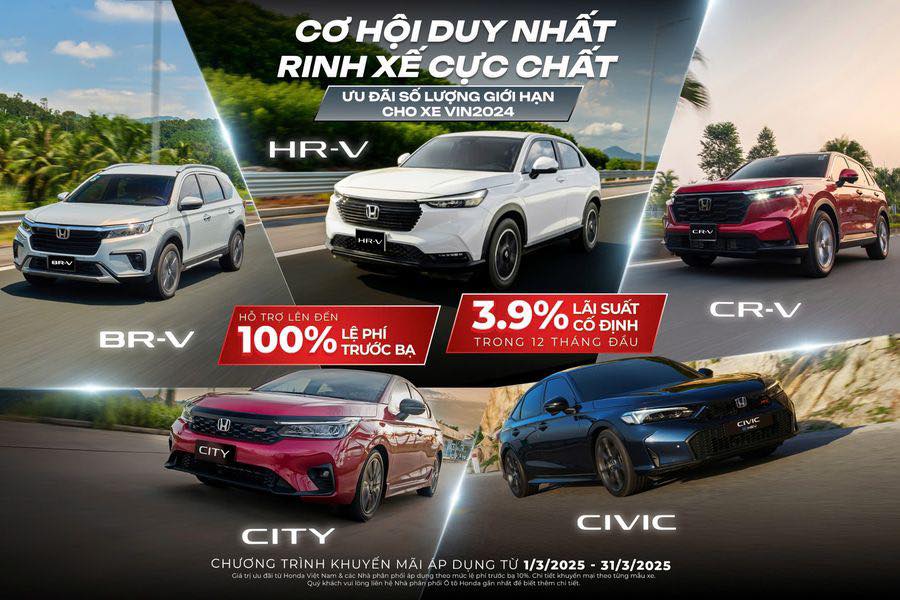 CƠ HỘI DUY NHẤT
RINH XẾ CỰC CHẤT
ƯU ĐÃI SỐ LƯỢNG GIỚI HẠN
CHO XE VIN2024
HR-V
HR-V
BR-V
BR-V
CR-V
CR-V
HỖ TRỢ LÊN ĐẾN
100% LỆ PHÍ
TRƯỚC BẠ
3.9% LÃI SUẤT
CỐ ĐỊNH
TRONG 12 THÁNG ĐẦU
CITY
CITY
CIVIC
CIVIC
CHƯƠNG TRÌNH KHUYẾN MÃI ÁP DỤNG TỪ 1/3/2025 - 31/3/2025
Giá trị ưu đãi từ Honda Việt Nam & các Nhà phân phối áp dụng theo mức lệ phí trước bạ 10%. Chi tiết khuyến mại theo từng mẫu xe.
Quý khách vui lòng liên hệ Nhà phân phối Ô tô Honda gần nhất để biết thêm chi tiết.